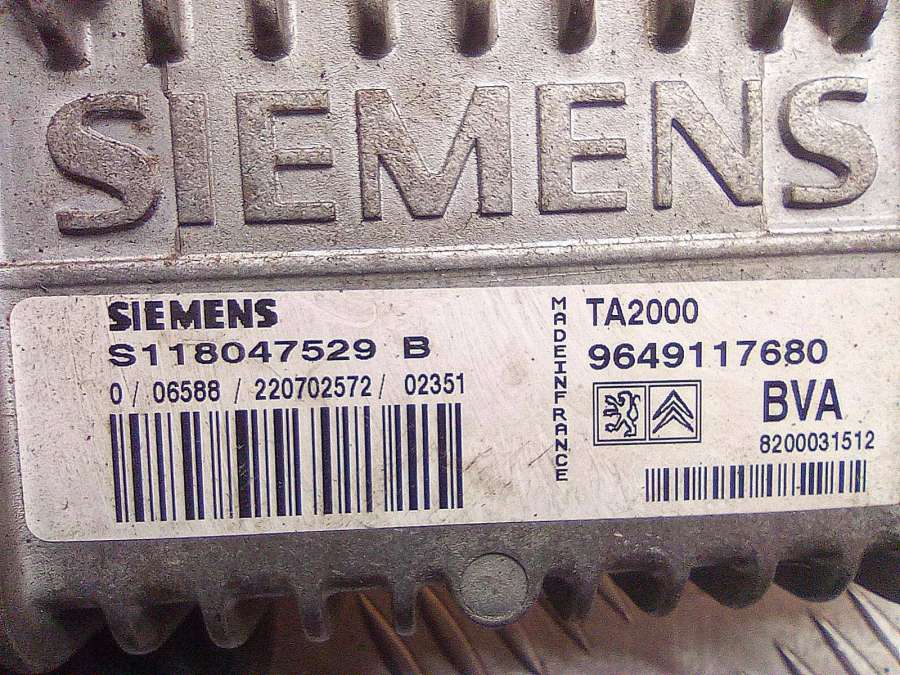 SIEMENS
SIEMENS
S118047529 B
0 / 06588 / 220702572 / 02351
MADEINFRANCE
TA2000
9649117680
BVA
8200031512